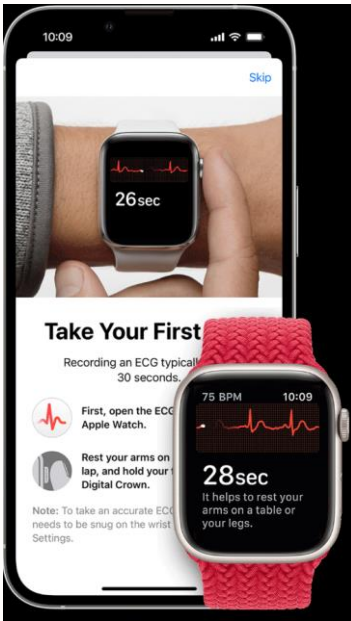 10:09
Skip
26sec
Take Your First
Recording an ECG typical
30 seconds.
First, open the ECG
Apple Watch.
Rest your arms on
lap, and hold your
Digital Crown.
Note: To take an accurate EC
needs to be snug on the wrist
Settings.
75 BPM 10:09
28sec
It helps to rest your
arms on a table or
your legs.